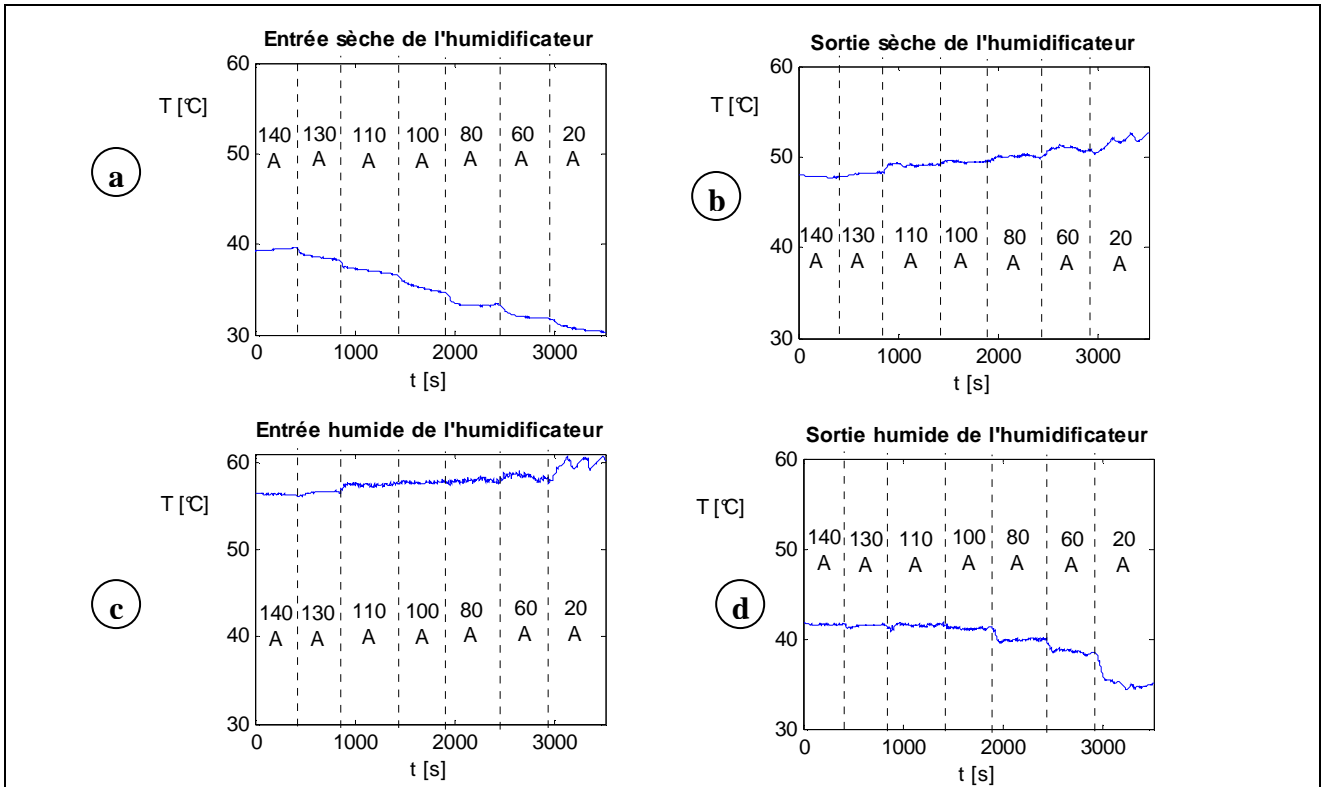 Entrée sèche de l'humidificateur
60
T [°C]
140 130 110 100 80 60 20
A A A A A A A
50
a
40
30
0 1000 2000 3000
t [s]
Sortie sèche de l'humidificateur
60
T [°C]
50
b
140 130 110 100 80 60 20
A A A A A A A
40
30
0 1000 2000 3000
t [s]
Entrée humide de l'humidificateur
60
T [°C]
50
c
140 130 110 100 80 60 20
A A A A A A A
40
30
0 1000 2000 3000
t [s]
Sortie humide de l'humidificateur
60
T [°C]
140 130 110 100 80 60 20
A A A A A A A
50
d
40
30
0 1000 2000 3000
t [s]